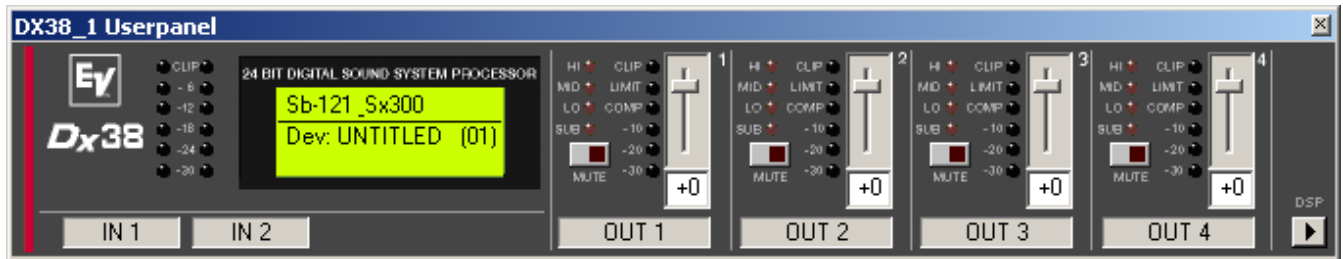 DX38_1 Userpanel
EV
Dx38
CLIP
- 6
-12
-18
-24
-30
24 BIT DIGITAL SOUND SYSTEM PROCESSOR
Sb-121 _Sx300
Dev: UNTITLED (01)
IN 1
IN 2
HI CLIP
MID LIMIT
LO COMP
SUB -10
-20
MUTE -30
1
+0
OUT 1
HI CLIP
MID LIMIT
LO COMP
SUB -10
-20
MUTE -30
2
+0
OUT 2
HI CLIP
MID LIMIT
LO COMP
SUB -10
-20
MUTE -30
3
+0
OUT 3
HI CLIP
MID LIMIT
LO COMP
SUB -10
-20
MUTE -30
4
+0
OUT 4
DSP